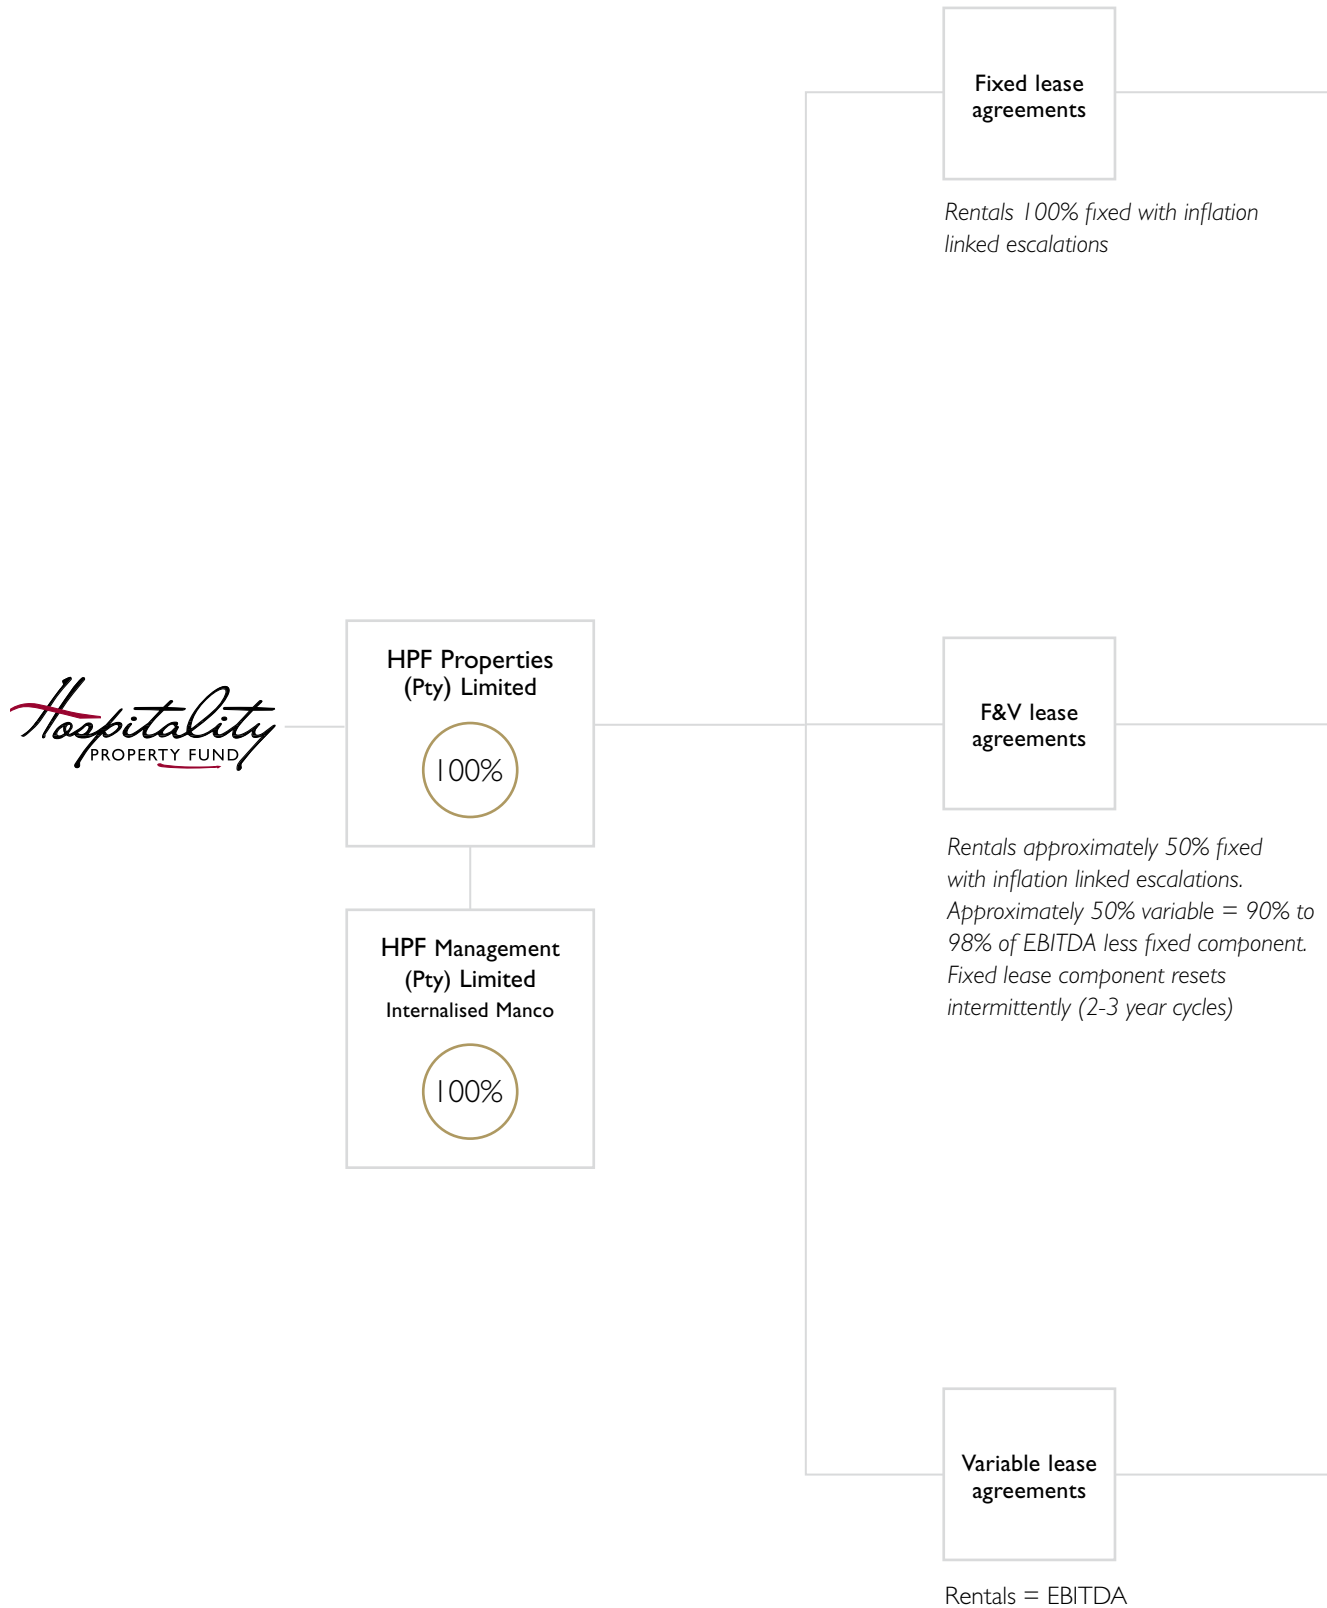 Fixed lease
agreements
Rentals 100% fixed with inflation
linked escalations
Hospitality
PROPERTY FUND
HPF Properties
(Pty) Limited
100%
HPF Management
(Pty) Limited
Internalised Manco
100%
F&V lease
agreements
Rentals approximately 50% fixed
with inflation linked escalations.
Approximately 50% variable = 90% to
98% of EBITDA less fixed component.
Fixed lease component resets
intermittently (2-3 year cycles)
Variable lease
agreements
Rentals = EBITDA